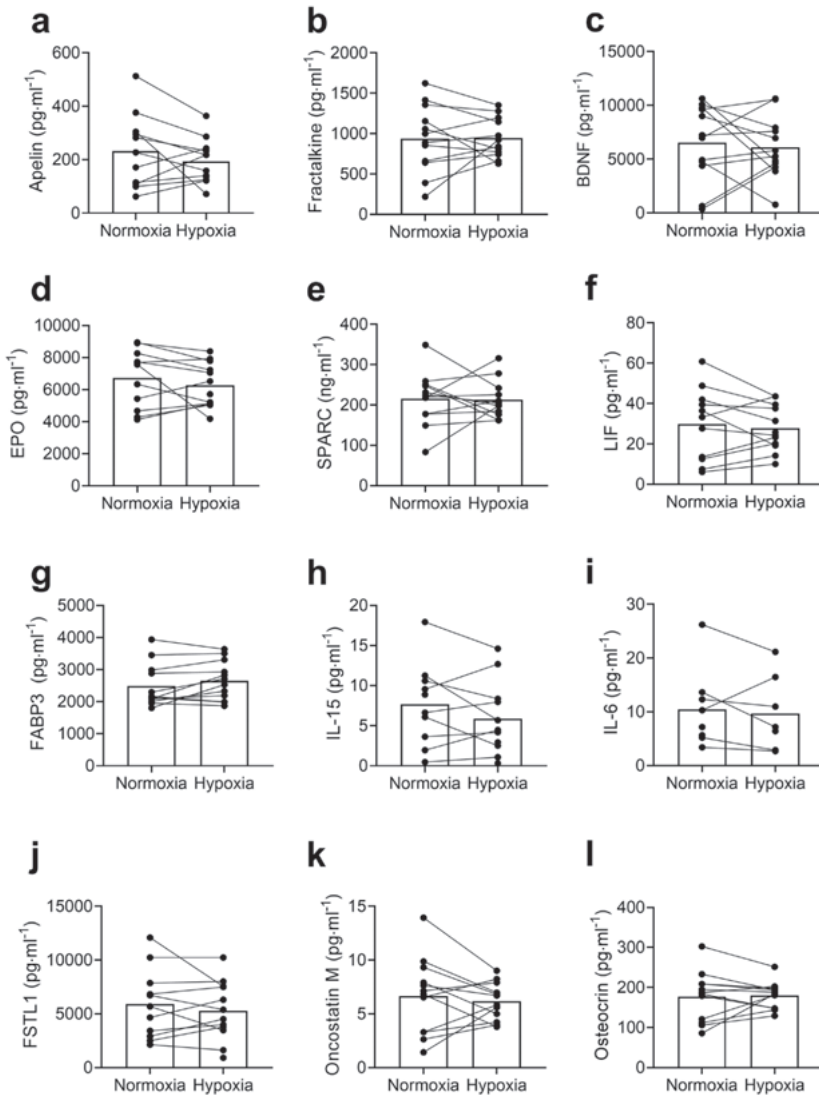 a
Apelin (pg·ml⁻¹)
600
400
200
0
Normoxia Hypoxia
b
Fractalkine (pg·ml⁻¹)
2000
1500
1000
500
0
Normoxia Hypoxia
c
BDNF (pg·ml⁻¹)
15000
10000
5000
0
Normoxia Hypoxia
d
EPO (pg·ml⁻¹)
10000
8000
6000
4000
2000
0
Normoxia Hypoxia
e
SPARC (ng·ml⁻¹)
400
300
200
100
0
Normoxia Hypoxia
f
LIF (pg·ml⁻¹)
80
60
40
20
0
Normoxia Hypoxia
g
FABP3 (pg·ml⁻¹)
5000
4000
3000
2000
1000
0
Normoxia Hypoxia
h
IL-15 (pg·ml⁻¹)
20
15
10
5
0
Normoxia Hypoxia
i
IL-6 (pg·ml⁻¹)
30
20
10
0
Normoxia Hypoxia
j
FSTL1 (pg·ml⁻¹)
15000
10000
5000
0
Normoxia Hypoxia
k
Oncostatin M (pg·ml⁻¹)
15
10
5
0
Normoxia Hypoxia
l
Osteocrin (pg·ml⁻¹)
400
300
200
100
0
Normoxia Hypoxia